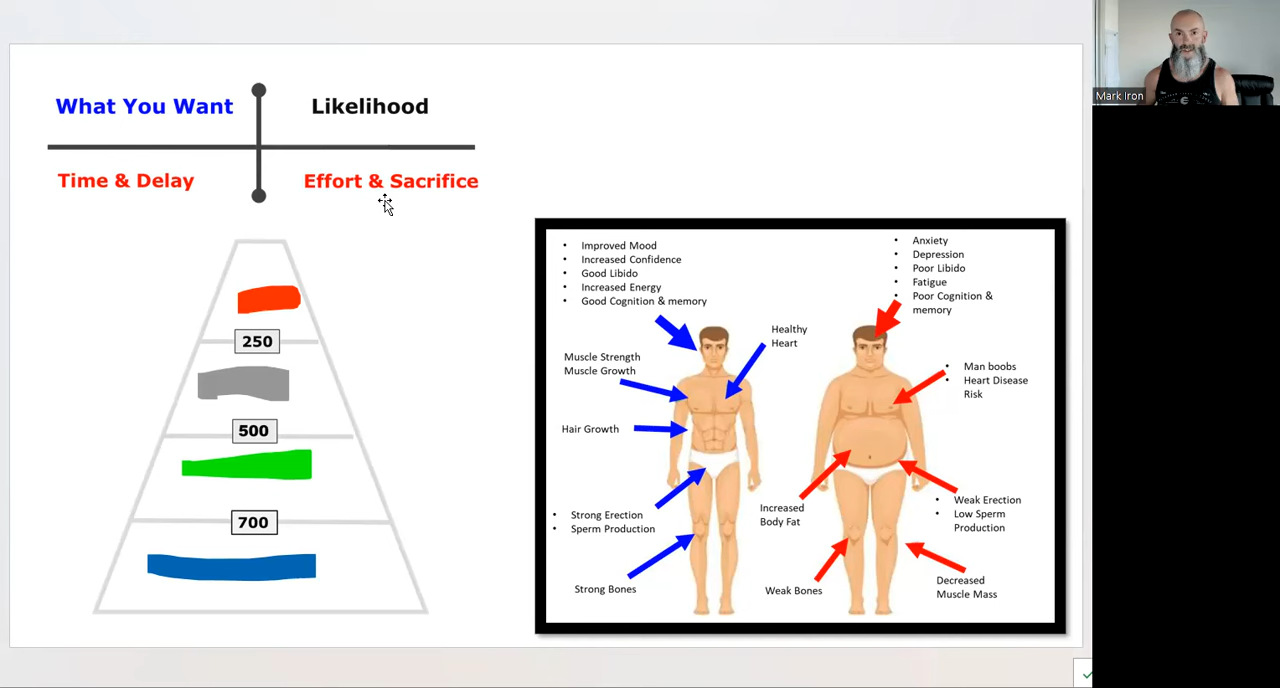 What You Want
Likelihood
Time & Delay
Effort & Sacrifice
250
500
700
• Improved Mood
• Increased Confidence
• Good Libido
• Increased Energy
• Good Cognition & memory
Healthy
Heart
Muscle Strength
Muscle Growth
Hair Growth
• Strong Erection
• Sperm Production
Strong Bones
• Anxiety
• Depression
• Poor Libido
• Fatigue
• Poor Cognition &
memory
• Man boobs
• Heart Disease
Risk
Increased
Body Fat
• Weak Erection
• Low Sperm
Production
Weak Bones
Decreased
Muscle Mass
Mark Iron